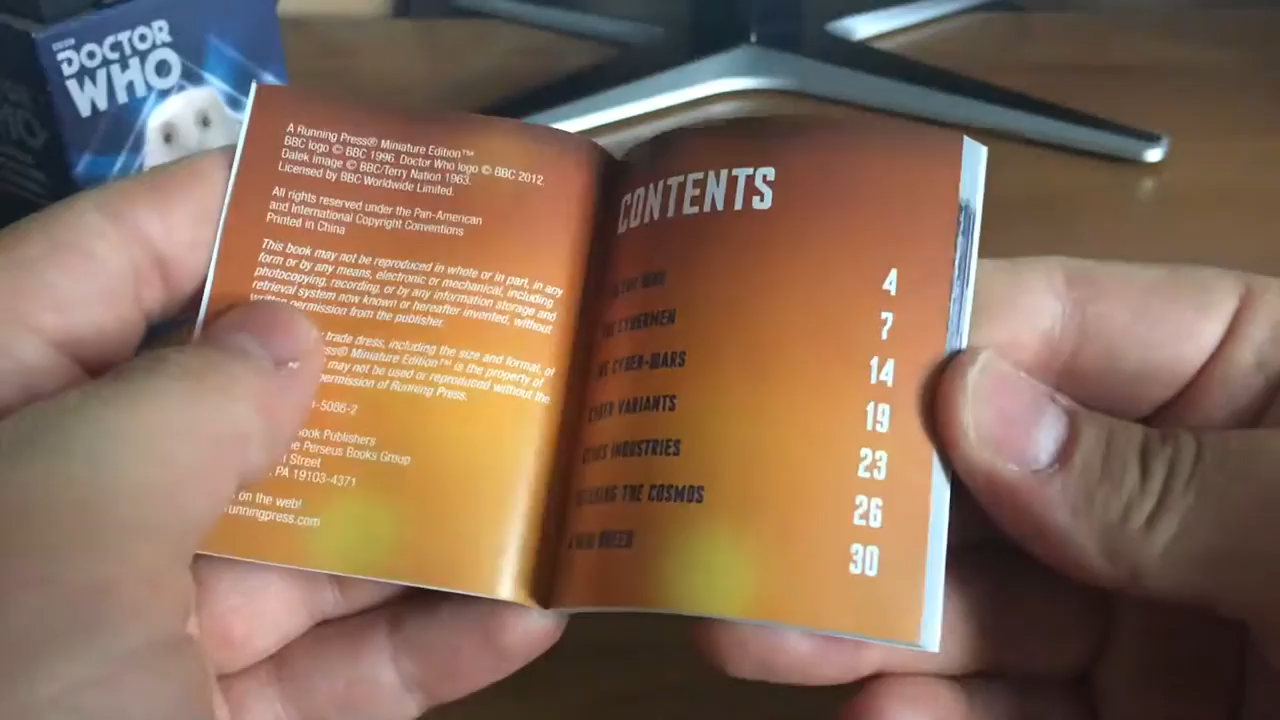 BBC
DOCTOR
WHO
A Running Press® Miniature Edition™
BBC logo © BBC 1996. Doctor Who logo © BBC 2012.
Dalek image © BBC/Terry Nation 1963.
Licensed by BBC Worldwide Limited.
All rights reserved under the Pan-American
and International Copyright Conventions
Printed in China
This book may not be reproduced in whole or in part, in any
form or by any means, electronic or mechanical, including
photocopying, recording, or by any information storage and
retrieval system now known or hereafter invented, without
written permission from the publisher.
trade dress, including the size and format, of
Miniature Edition™ is the property of
may not be used or reproduced without the
permission of Running Press.
-5086-2
Book Publishers
Perseus Books Group
Street
PA 19103-4371
on the web!
runningpress.com
CONTENTS
4
CYBERMEN 7
CYBER-WARS 14
CYBER VARIANTS 19
INDUSTRIES 23
THE COSMOS 26
30